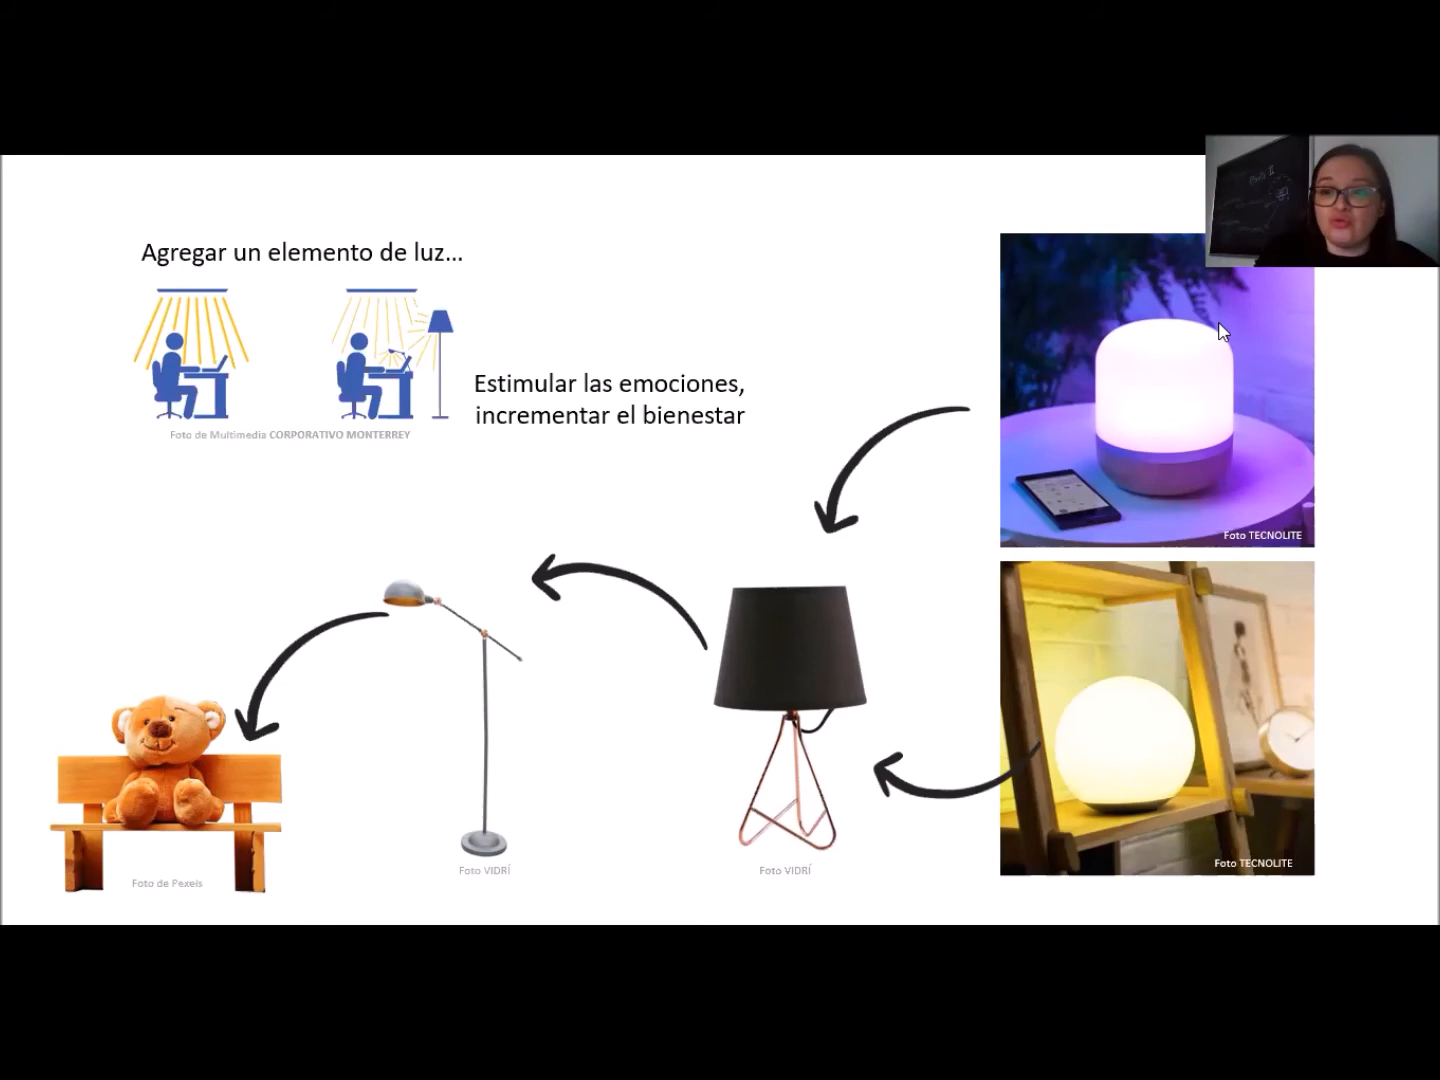 Agregar un elemento de luz...
Foto de Multimedia CORPORATIVO MONTERREY
Estimular las emociones,
incrementar el bienestar
Foto TECNOLITE
Foto TECNOLITE
Foto VIDRÍ
Foto VIDRÍ
Foto de Pexels